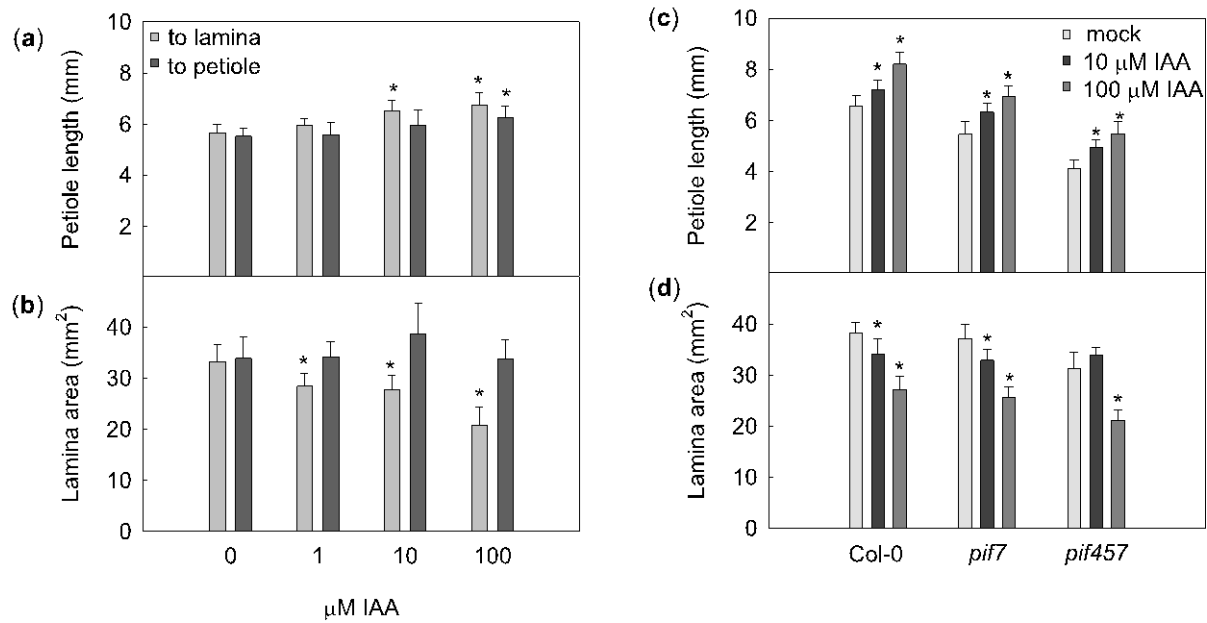 (a)
Petiole length (mm)
10
8
6
4
2
to lamina
to petiole
* * *
(b)
Lamina area (mm²)
40
30
20
10
0
* * *
0 1 10 100
μM IAA
(c)
Petiole length (mm)
10
8
6
4
2
mock
10 μM IAA
100 μM IAA
* * * * * *
(d)
Lamina area (mm²)
40
30
20
10
0
* * * * *
Col-0 pif7 pif457